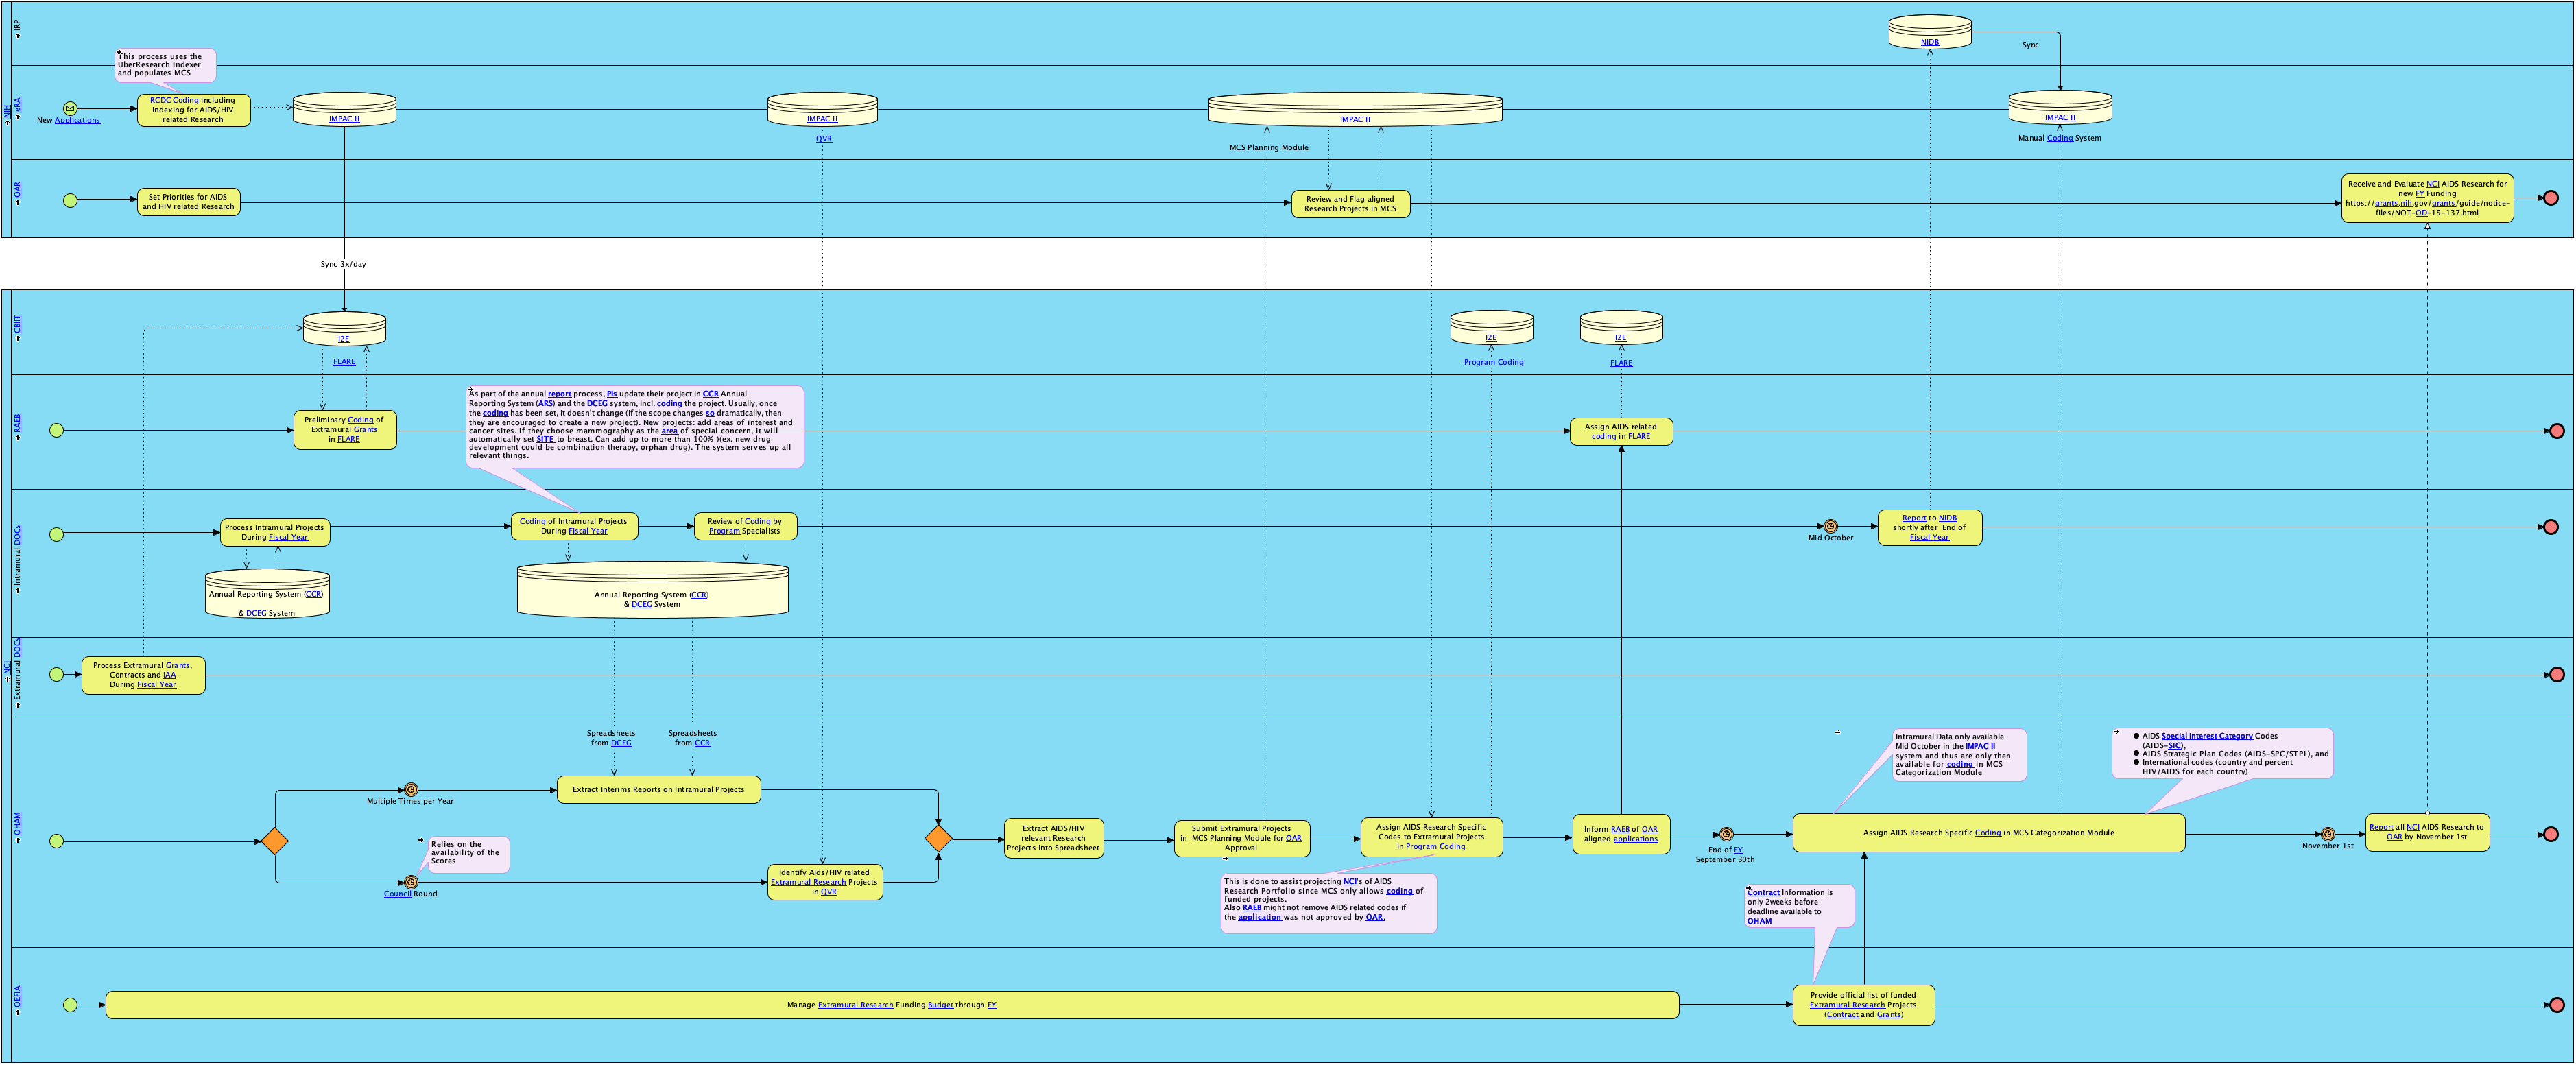 IRP
NIDB
Sync
This process uses the
UberResearch Indexer
and populates MCS
NIH
eRA
New Applications
RCDC Coding including
Indexing for AIDS/HIV
related Research
IMPAC II
IMPAC II
QVR
IMPAC II
MCS Planning Module
IMPAC II
Manual Coding System
OAR
Set Priorities for AIDS
and HIV related Research
Review and Flag aligned
Research Projects in MCS
Receive and Evaluate NCI AIDS Research for
new FY Funding
https://grants.nih.gov/grants/guide/notice-
files/NOT-OD-15-137.html
Sync 3x/day
NCI
CBIIT
I2E
FLARE
I2E
Program Coding
I2E
FLARE
RAEB
Preliminary Coding of
Extramural Grants
in FLARE
As part of the annual report process, PIs update their project in CCR Annual
Reporting System (ARS) and the DCEG system, incl. coding the project. Usually, once
the coding has been set, it doesn't change (if the scope changes so dramatically, then
they are encouraged to create a new project). New projects: add areas of interest and
cancer sites. If they choose mammography as the area of special concern, it will
automatically set SITE to breast. Can add up to more than 100% )(ex. new drug
development could be combination therapy, orphan drug). The system serves up all
relevant things.
Assign AIDS related
coding in FLARE
Intramural DOCs
Process Intramural Projects
During Fiscal Year
Annual Reporting System (CCR)
& DCEG System
Coding of Intramural Projects
During Fiscal Year
Review of Coding by
Program Specialists
Annual Reporting System (CCR)
& DCEG System
Mid October
Report to NIDB
shortly after End of
Fiscal Year
Extramural DOCs
Process Extramural Grants,
Contracts and IAA
During Fiscal Year
OHAM
Multiple Times per Year
Relies on the
availability of the
Scores
Council Round
Spreadsheets
from DCEG
Spreadsheets
from CCR
Extract Interims Reports on Intramural Projects
Identify Aids/HIV related
Extramural Research Projects
in QVR
Extract AIDS/HIV
relevant Research
Projects into Spreadsheet
Submit Extramural Projects
in MCS Planning Module for OAR
Approval
Assign AIDS Research Specific
Codes to Extramural Projects
in Program Coding
This is done to assist projecting NCI's of AIDS
Research Portfolio since MCS only allows coding of
funded projects.
Also RAEB might not remove AIDS related codes if
the application was not approved by OAR.
Inform RAEB of OAR
aligned applications
End of FY
September 30th
Intramural Data only available
Mid October in the IMPAC II
system and thus are only then
available for coding in MCS
Categorization Module
● AIDS Special Interest Category Codes
(AIDS-SIC),
● AIDS Strategic Plan Codes (AIDS-SPC/STPL), and
● International codes (country and percent
HIV/AIDS for each country)
Assign AIDS Research Specific Coding in MCS Categorization Module
November 1st
Report all NCI AIDS Research to
OAR by November 1st
Contract Information is
only 2weeks before
deadline available to
OHAM
OEFIA
Manage Extramural Research Funding Budget through FY
Provide official list of funded
Extramural Research Projects
(Contract and Grants)